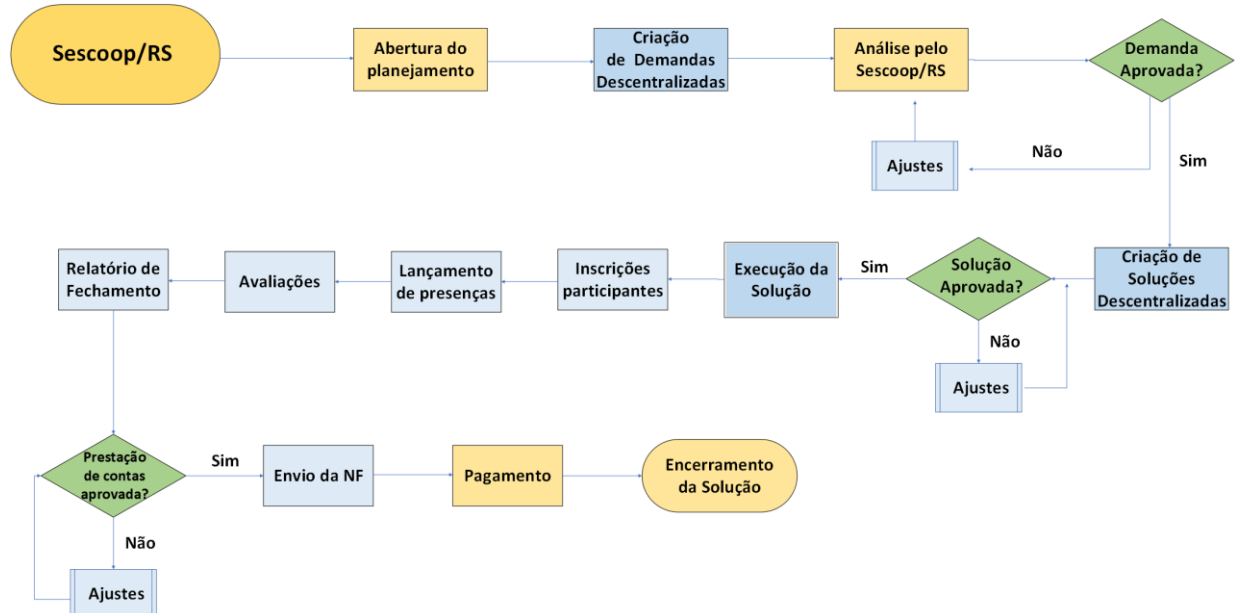 Sescoop/RS
Abertura do
planejamento
Criação
de Demandas
Descentralizadas
Análise pelo
Sescoop/RS
Demanda
Aprovada?
Não
Ajustes
Sim
Criação de
Soluções
Descentralizadas
Solução
Aprovada?
Não
Ajustes
Sim
Execução da
Solução
Inscrições
participantes
Lançamento
de presenças
Avaliações
Relatório de
Fechamento
Prestação
de contas
aprovada?
Não
Ajustes
Sim
Envio da NF
Pagamento
Encerramento
da Solução